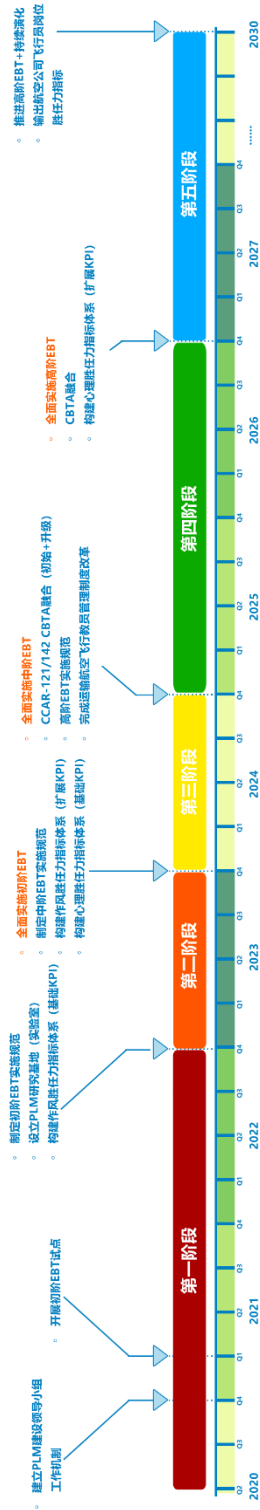 建立PLM建设领导小组
工作机制
开展初阶EBT试点
制定初阶EBT实施规范
设立PLM研究基地（实验室）
构建作风胜任力指标体系（基础KPI）
全面实施初阶EBT
制定中阶EBT实施规范
构建作风胜任力指标体系（扩展KPI）
构建心理胜任力指标体系（基础KPI）
全面实施中阶EBT
CCAR-121/142 CBTA融合（初始+升级）
高阶EBT实施规范
完成运输航空飞行教员管理制度改革
全面实施高阶EBT
CBTA融合
构建心理胜任力指标体系（扩展KPI）
推进高阶EBT+持续演化
输出航空公司飞行员岗位
胜任力指标
第一阶段
第二阶段
第三阶段
第四阶段
第五阶段
Q2 Q3 Q4 Q1 Q2 Q3 Q4 Q1 Q2 Q3 Q4 Q1 Q2 Q3 Q4 Q1 Q2 Q3 Q4 Q1 Q2 Q3 Q4 Q1 Q2 Q3 Q4 Q1 Q2 Q3 Q4
2020 2021 2022 2023 2024 2025 2026 2027 …… 2030